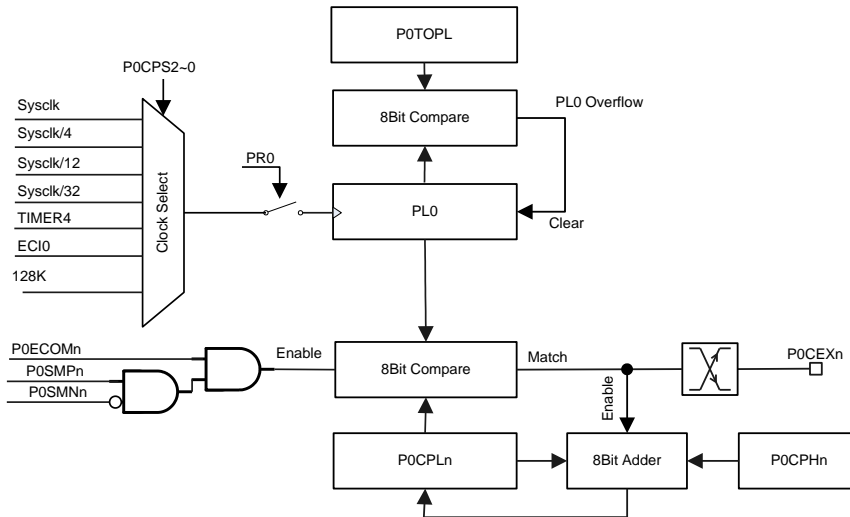 P0TOPL
P0CPS2~0
PL0 Overflow
Sysclk
8Bit Compare
Sysclk/4
PR0
Sysclk/12
Sysclk/32
Clock Select
TIMER4
PL0
Clear
ECI0
128K
P0ECOMn
Enable
8Bit Compare
Match
P0CEXn
P0SMPn
P0SMNn
Enable
P0CPLn
8Bit Adder
P0CPHn